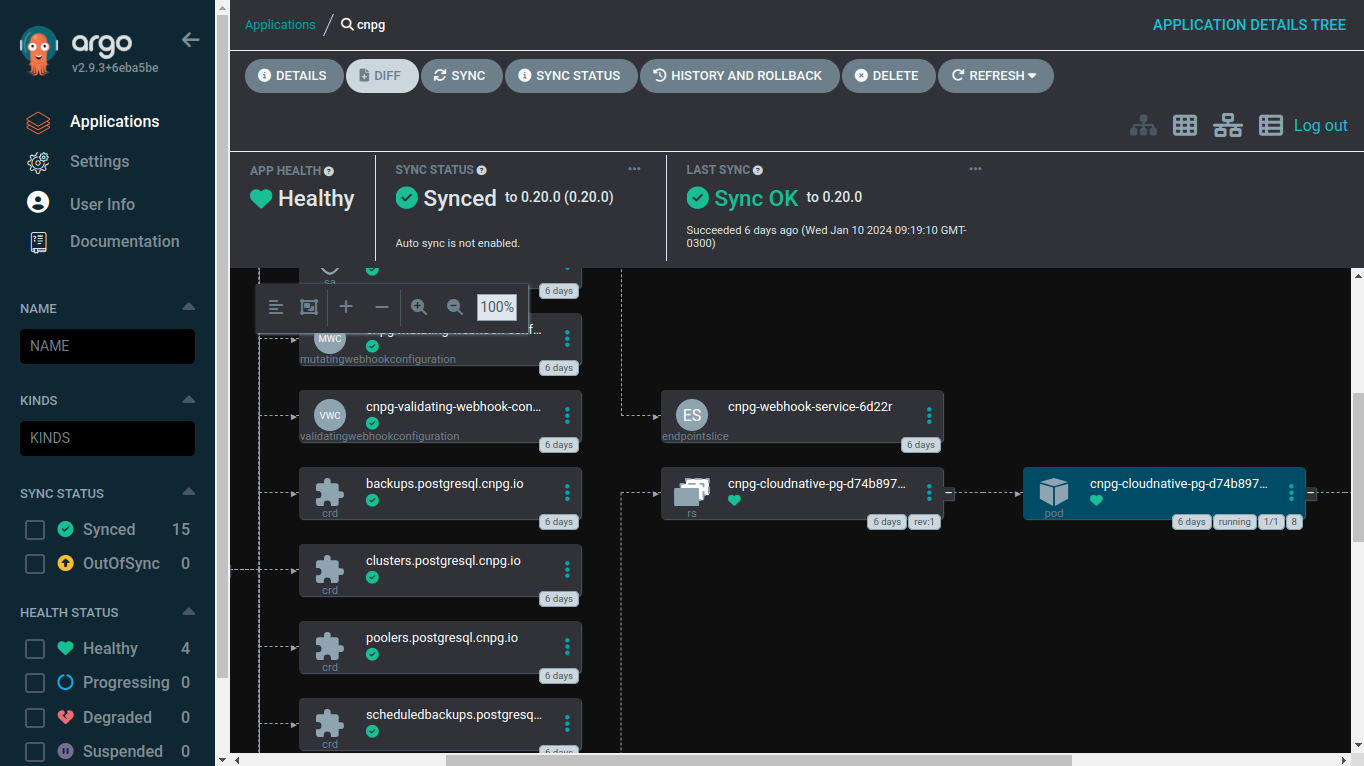 argo
v2.9.3+6eba5be
Applications
Settings
User Info
Documentation
NAME
NAME
KINDS
KINDS
SYNC STATUS
Synced 15
OutOfSync 0
HEALTH STATUS
Healthy 4
Progressing 0
Degraded 0
Suspended 0
Applications / cnpg
APPLICATION DETAILS TREE
DETAILS DIFF SYNC SYNC STATUS HISTORY AND ROLLBACK DELETE REFRESH
Log out
APP HEALTH
Healthy
SYNC STATUS
Synced to 0.20.0 (0.20.0)
Auto sync is not enabled.
LAST SYNC
Sync OK to 0.20.0
Succeeded 6 days ago (Wed Jan 10 2024 09:19:10 GMT-
0300)
sa
6 days
100%
MWC
cnpg-mutating-webhook-conf...
mutatingwebhookconfiguration
6 days
VWC
cnpg-validating-webhook-con...
validatingwebhookconfiguration
6 days
ES
cnpg-webhook-service-6d22r
endpointslice
6 days
backups.postgresql.cnpg.io
crd
6 days
cnpg-cloudnative-pg-d74b897...
rs
6 days rev:1
cnpg-cloudnative-pg-d74b897...
pod
6 days running 1/1 8
clusters.postgresql.cnpg.io
crd
6 days
poolers.postgresql.cnpg.io
crd
6 days
scheduledbackups.postgresq...
crd
6 days